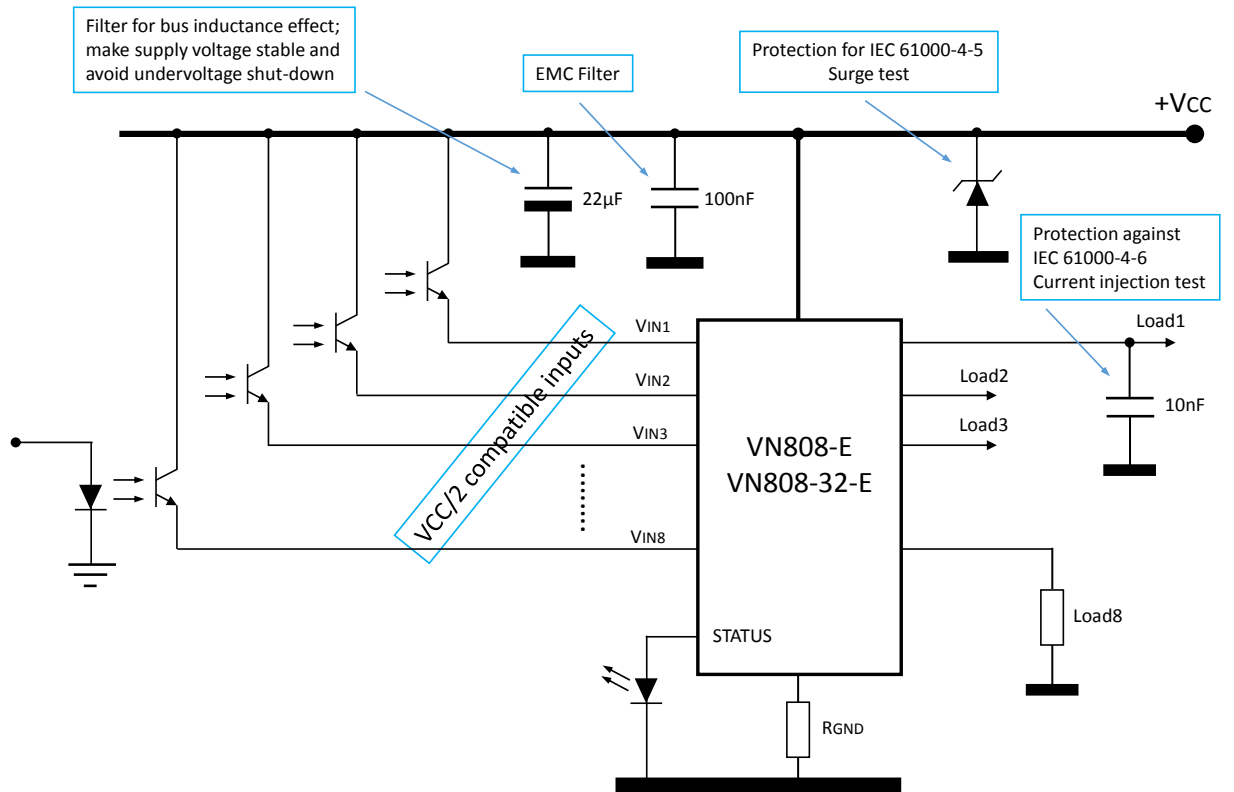 Filter for bus inductance effect;
make supply voltage stable and
avoid undervoltage shut-down
EMC Filter
Protection for IEC 61000-4-5
Surge test
+VCC
22µF
100nF
Protection against
IEC 61000-4-6
Current injection test
VIN1
Load1
VIN2
Load2
10nF
VIN3
Load3
VCC/2 compatible inputs
VN808-E
VN808-32-E
VIN8
Load8
STATUS
RGND